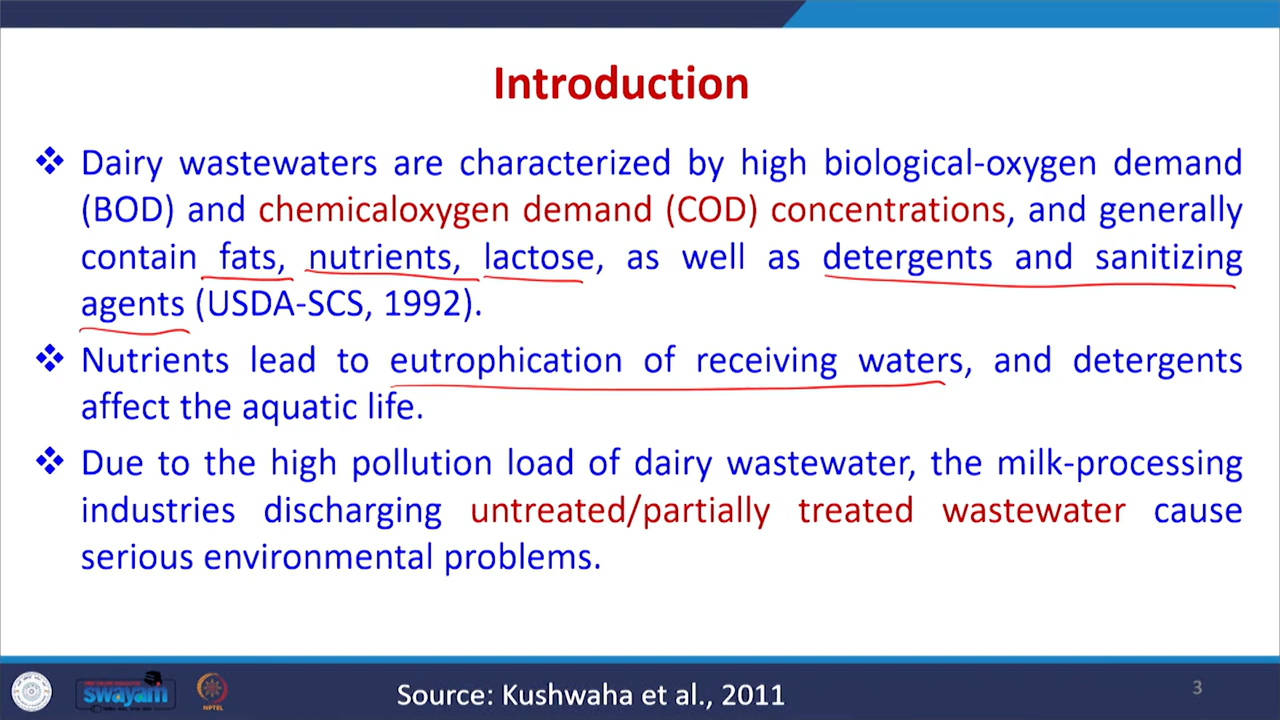 Introduction
❖ Dairy wastewaters are characterized by high biological-oxygen demand
(BOD) and chemicaloxygen demand (COD) concentrations, and generally
contain fats, nutrients, lactose, as well as detergents and sanitizing
agents (USDA-SCS, 1992).
❖ Nutrients lead to eutrophication of receiving waters, and detergents
affect the aquatic life.
❖ Due to the high pollution load of dairy wastewater, the milk-processing
industries discharging untreated/partially treated wastewater cause
serious environmental problems.
swayam
NPTEL
Source: Kushwaha et al., 2011
3